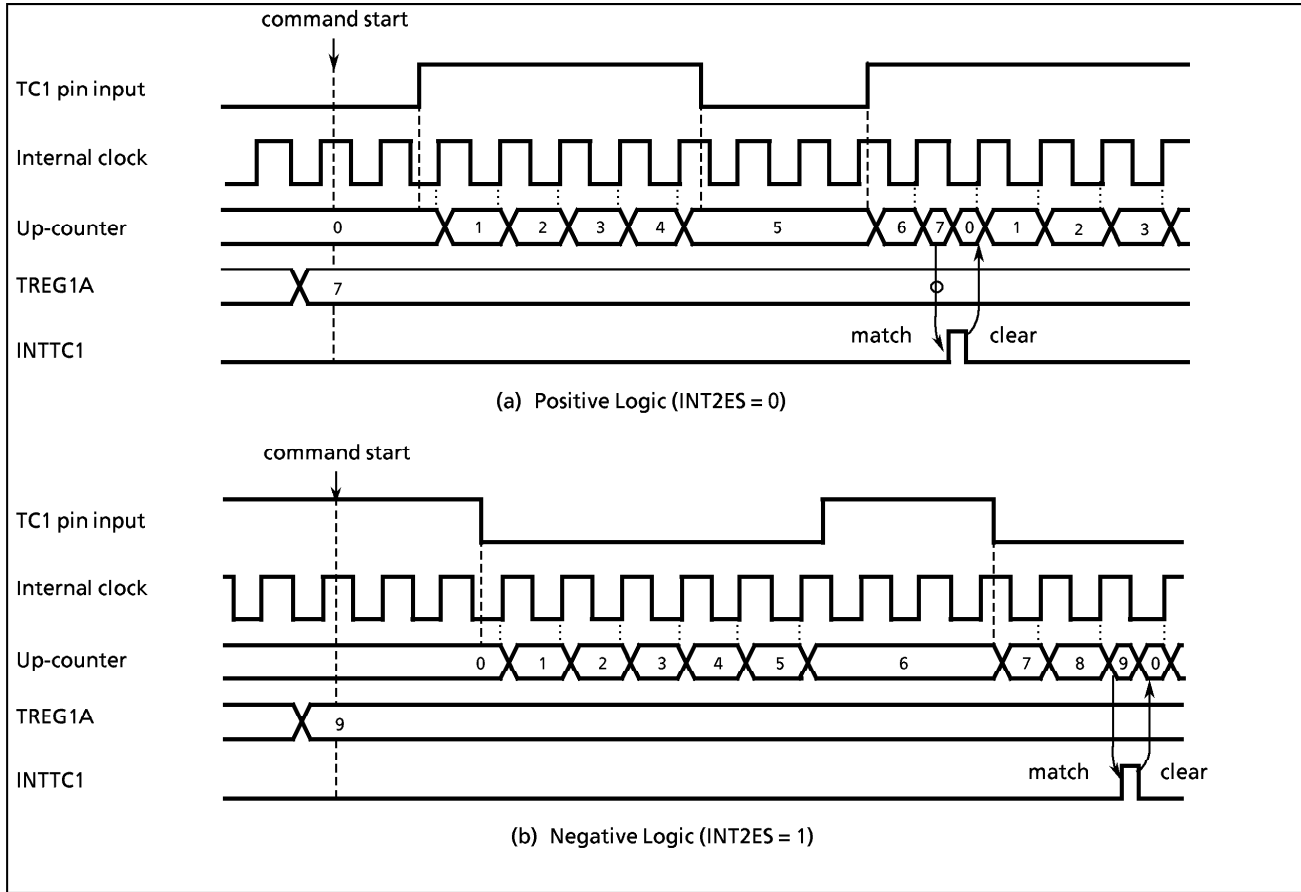 command start
TC1 pin input
Internal clock
Up-counter 0 1 2 3 4 5 6 7 0 1 2 3
TREG1A 7
match clear
INTTC1
(a) Positive Logic (INT2ES = 0)
command start
TC1 pin input
Internal clock
Up-counter 0 1 2 3 4 5 6 7 8 9 0
TREG1A 9
INTTC1 match clear
(b) Negative Logic (INT2ES = 1)